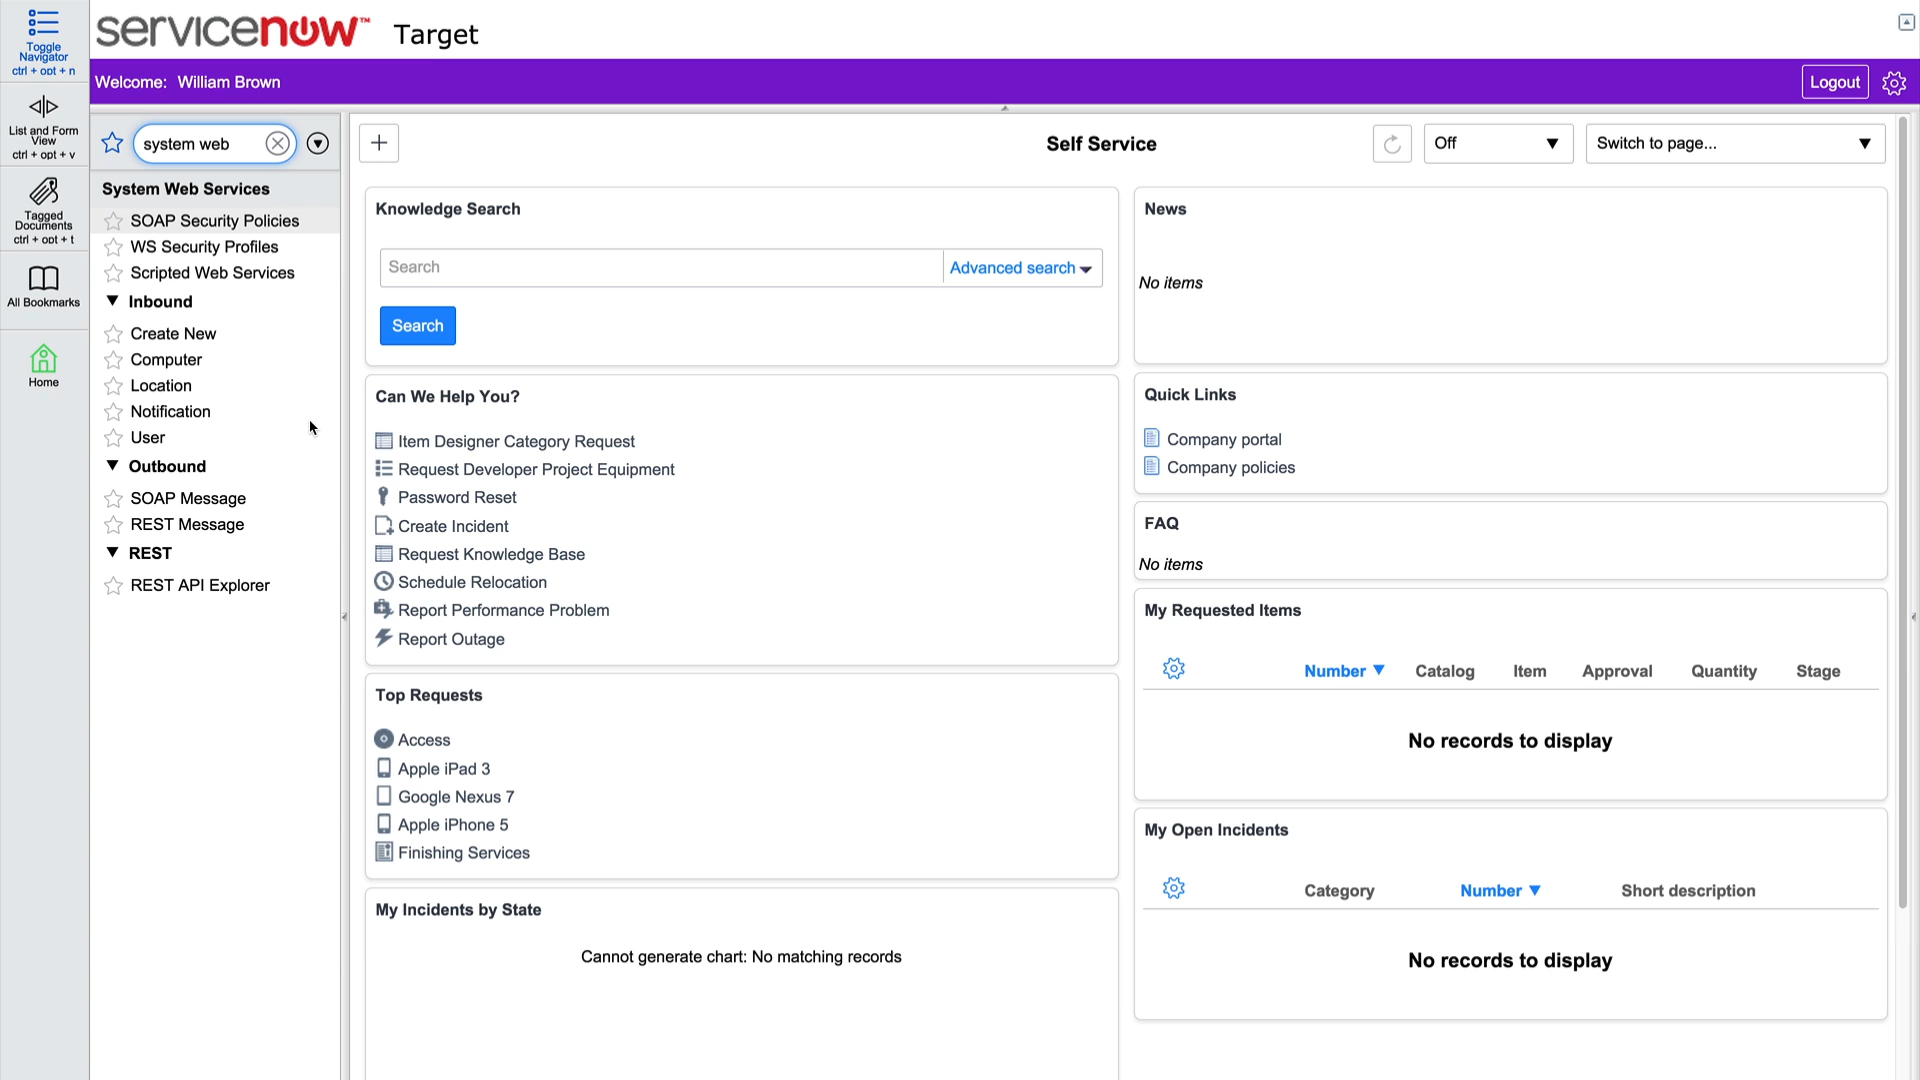 Toggle
Navigator
ctrl + opt + n
List and Form
View
ctrl + opt + v
Tagged
Documents
ctrl + opt + t
All Bookmarks
Home
servicenow™ Target
Welcome: William Brown
Logout
system web
System Web Services
SOAP Security Policies
WS Security Profiles
Scripted Web Services
Inbound
Create New
Computer
Location
Notification
User
Outbound
SOAP Message
REST Message
REST
REST API Explorer
Self Service
Off
Switch to page...
Knowledge Search
Search
Advanced search
Search
Can We Help You?
Item Designer Category Request
Request Developer Project Equipment
Password Reset
Create Incident
Request Knowledge Base
Schedule Relocation
Report Performance Problem
Report Outage
Top Requests
Access
Apple iPad 3
Google Nexus 7
Apple iPhone 5
Finishing Services
My Incidents by State
Cannot generate chart: No matching records
News
No items
Quick Links
Company portal
Company policies
FAQ
No items
My Requested Items
Number Catalog Item Approval Quantity Stage
No records to display
My Open Incidents
Category Number Short description
No records to display